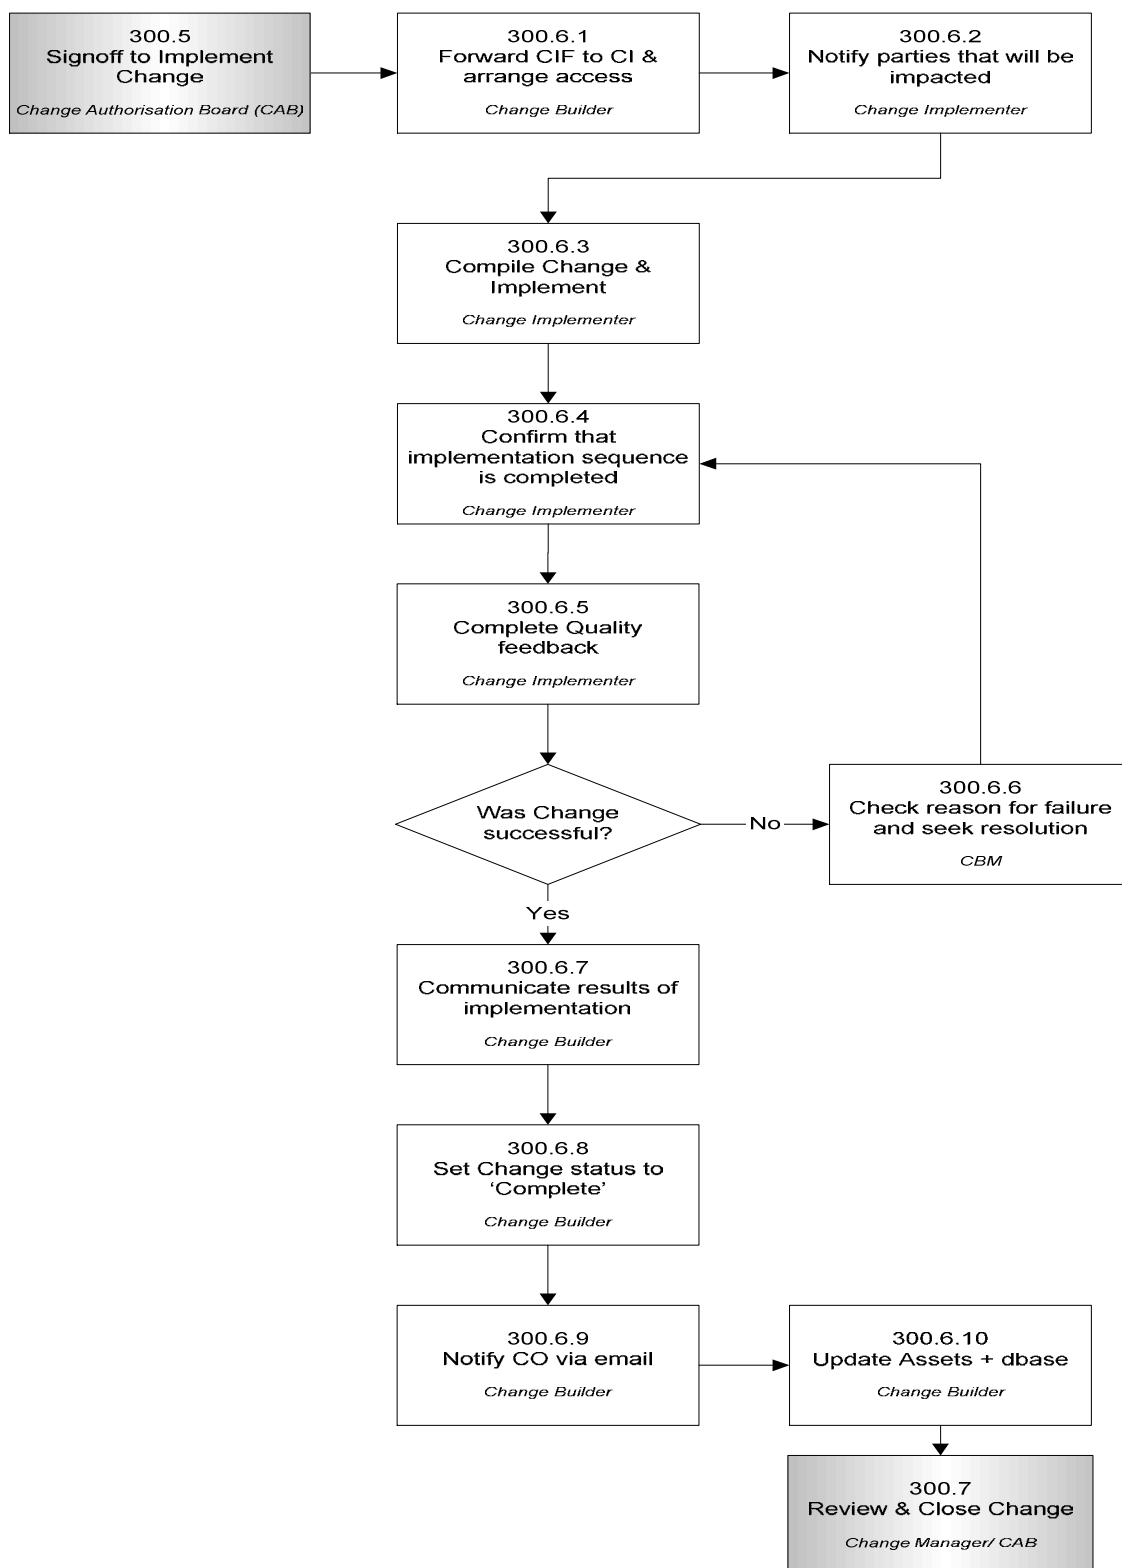 300.5
Signoff to Implement
Change
Change Authorisation Board (CAB)
300.6.1
Forward CIF to CI &
arrange access
Change Builder
300.6.2
Notify parties that will be
impacted
Change Implementer
300.6.3
Compile Change &
Implement
Change Implementer
300.6.4
Confirm that
implementation sequence
is completed
Change Implementer
300.6.5
Complete Quality
feedback
Change Implementer
Was Change
successful?
No
300.6.6
Check reason for failure
and seek resolution
CBM
Yes
300.6.7
Communicate results of
implementation
Change Builder
300.6.8
Set Change status to
‘Complete’
Change Builder
300.6.9
Notify CO via email
Change Builder
300.6.10
Update Assets + dbase
Change Builder
300.7
Review & Close Change
Change Manager/ CAB